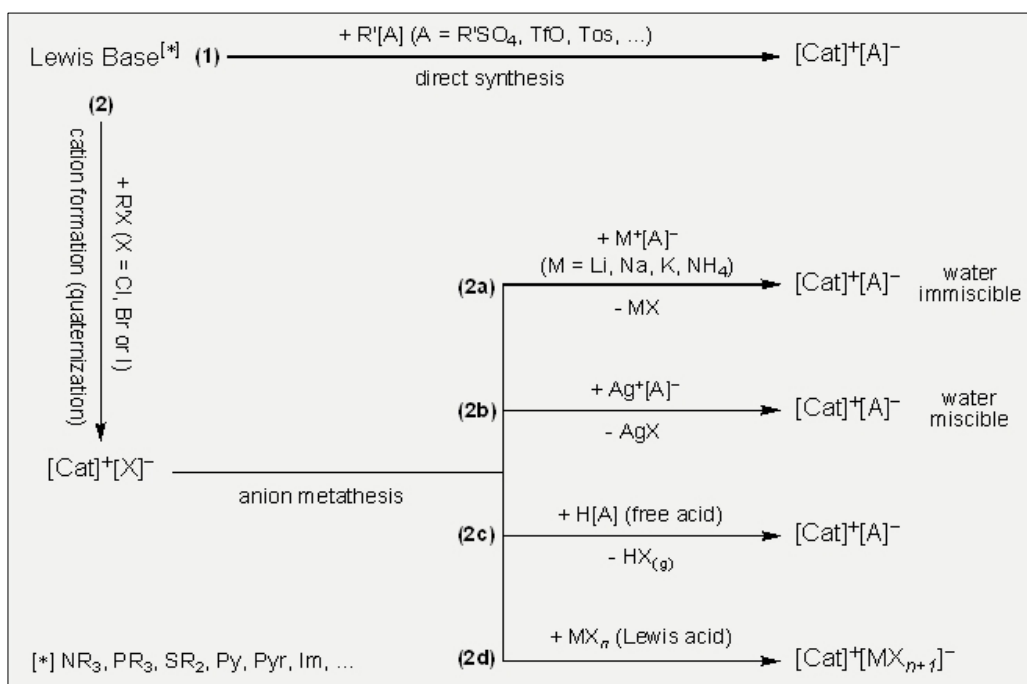 + R'[A] (A = R'SO₄, TfO, Tos, ...)
Lewis Base[*] (1)
[Cat]⁺[A]⁻
direct synthesis
(2)
cation formation (quaternization)
+ R'X (X = Cl, Br or I)
+ M⁺[A]⁻
(M = Li, Na, K, NH₄)
(2a)
[Cat]⁺[A]⁻
water
immiscible
- MX
+ Ag⁺[A]⁻
(2b)
[Cat]⁺[A]⁻
water
miscible
- AgX
[Cat]⁺[X]⁻
anion metathesis
+ H[A] (free acid)
(2c)
[Cat]⁺[A]⁻
- HX(g)
+ MXₙ (Lewis acid)
(2d)
[Cat]⁺[MXₙ₊₁]⁻
[*] NR₃, PR₃, SR₂, Py, Pyr, Im, ...